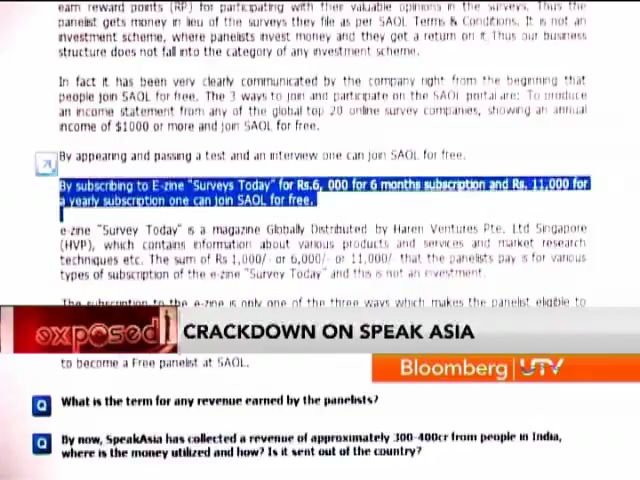 earn reward points (RP) for participating with their valuable opinions in the surveys. Thus the
panelist gets money in lieu of the surveys they file as per SAOL Terms & Conditions. It is not an
investment scheme, where panelists invest money and they get a return on it. Thus our business
structure does not fall into the category of any investment scheme.
In fact it has been very clearly communicated by the company right from the beginning that
people join SAOL for free. The 3 ways to join and participate on the SAOL portal are: To produce
an income statement from any of the global top 20 online survey companies, showing an annual
income of $1000 or more and join SAOL for free.
By appearing and passing a test and an interview one can join SAOL for free.
By subscribing to E-zine "Surveys Today" for Rs.6, 000 for 6 months subscription and Rs. 11,000 for
a yearly subscription one can join SAOL for free.
e-zine "Survey Today" is a magazine Globally Distributed by Haren Ventures Pte. Ltd Singapore
(HVP), which contains information about various products and services and market research
techniques etc. The sum of Rs 1,000/- or 6,000/- or 11,000/- that the panelists pay is for various
types of subscription of the e-zine "Survey Today" and this is not an investment.
The subscription to the e-zine is only one of the three ways which makes the panelist eligible to
exposed! CRACKDOWN ON SPEAK ASIA
to become a Free panelist at SAOL.
Bloomberg | UTV
Q What is the term for any revenue earned by the panelists?
Q By now, SpeakAsia has collected a revenue of approximately 300-400cr from people in India,
where is the money utilized and how? Is it sent out of the country?